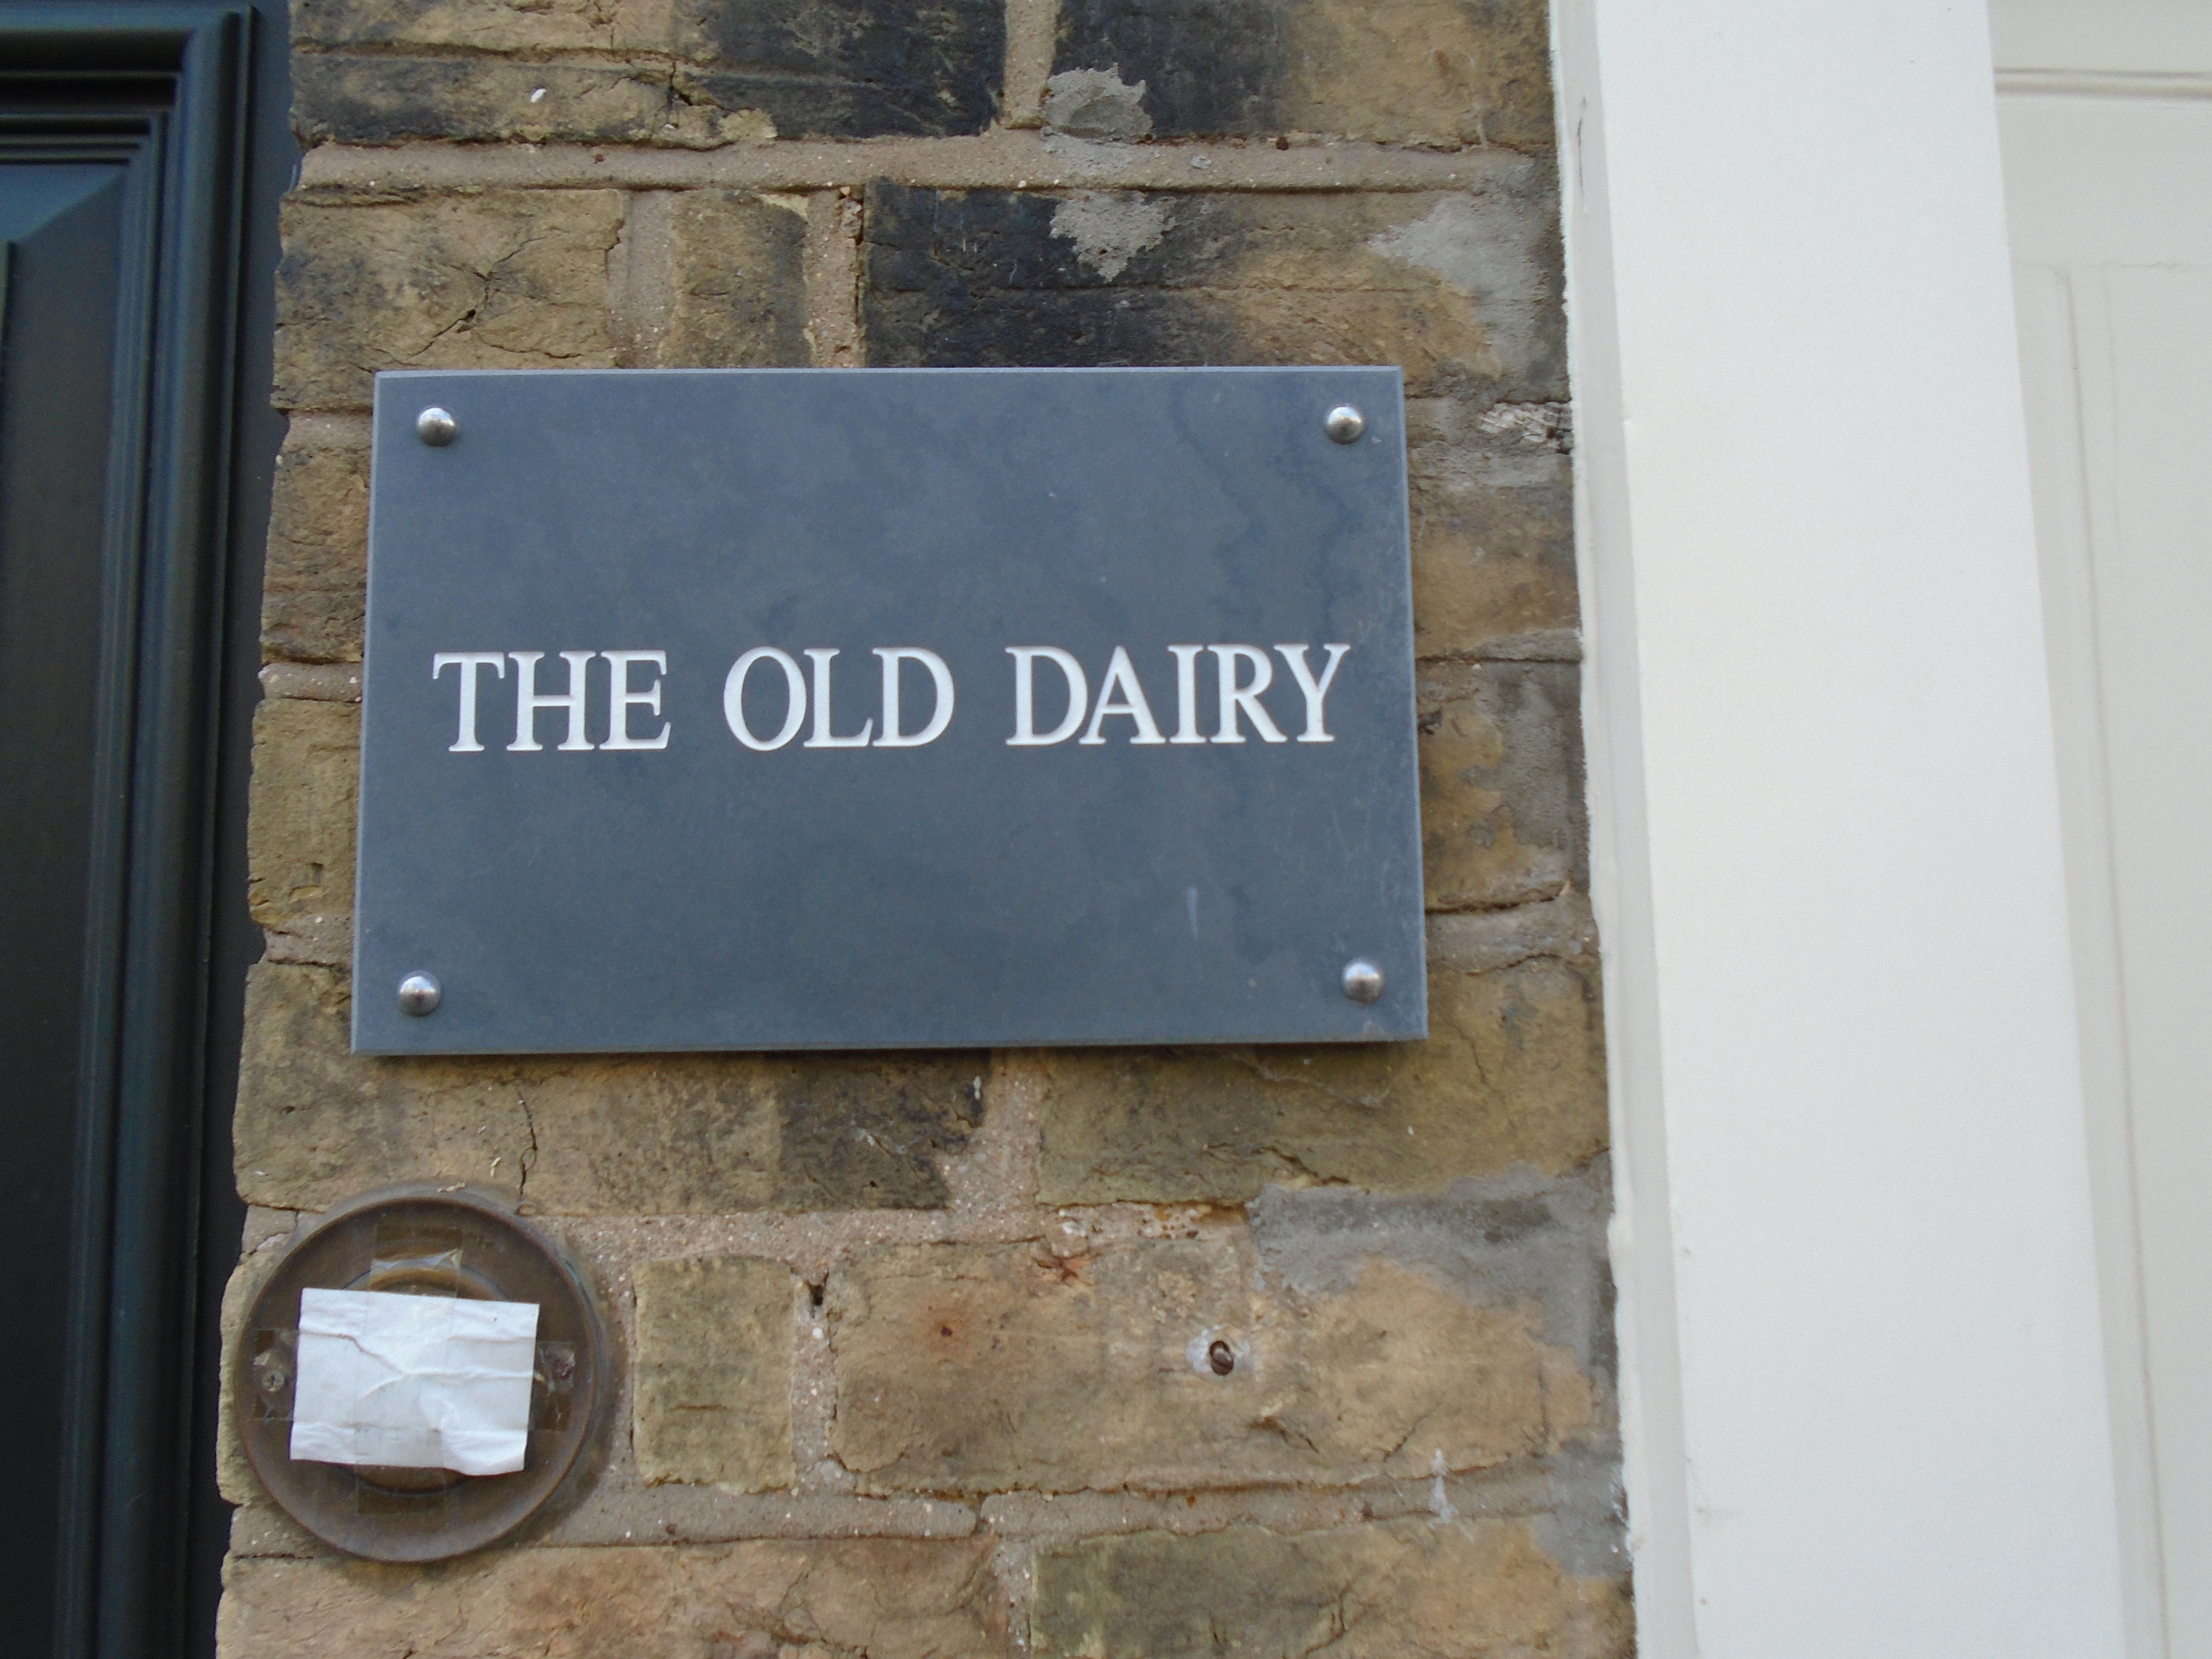 THE OLD DAIRY